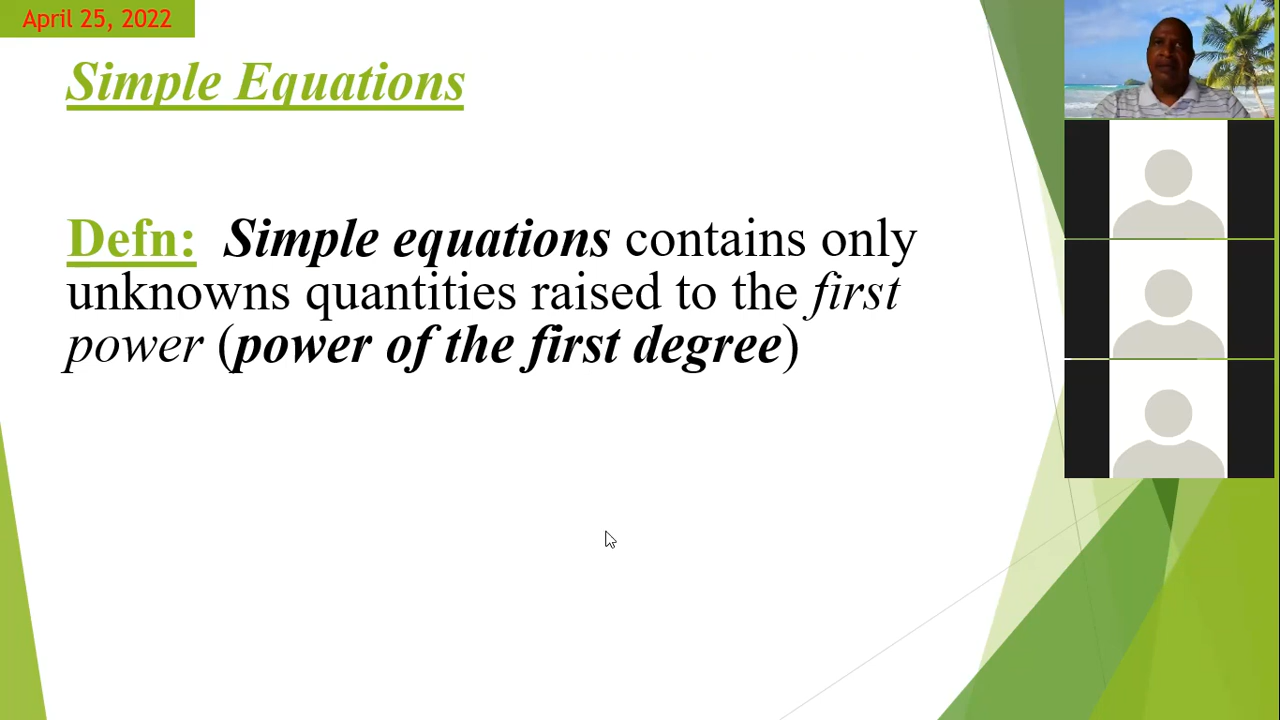 April 25, 2022
Simple Equations
Defn: Simple equations contains only
unknowns quantities raised to the first
power (power of the first degree)